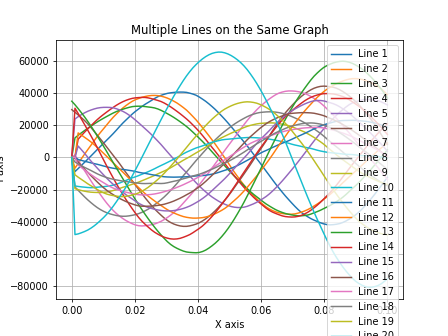 Multiple Lines on the Same Graph
60000
40000
20000
0
−20000
−40000
−60000
−80000
0.00
0.02
0.04
0.06
X axis
Line 1
Line 2
Line 3
Line 4
Line 5
Line 6
Line 7
Line 8
Line 9
Line 10
Line 11
Line 12
Line 13
Line 14
Line 15
Line 16
Line 17
Line 18
Line 19